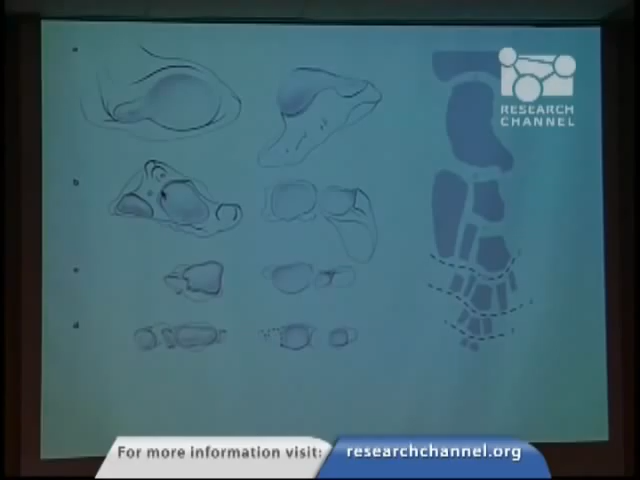 a
RESEARCH
CHANNEL
b
c
d
For more information visit:
researchchannel.org